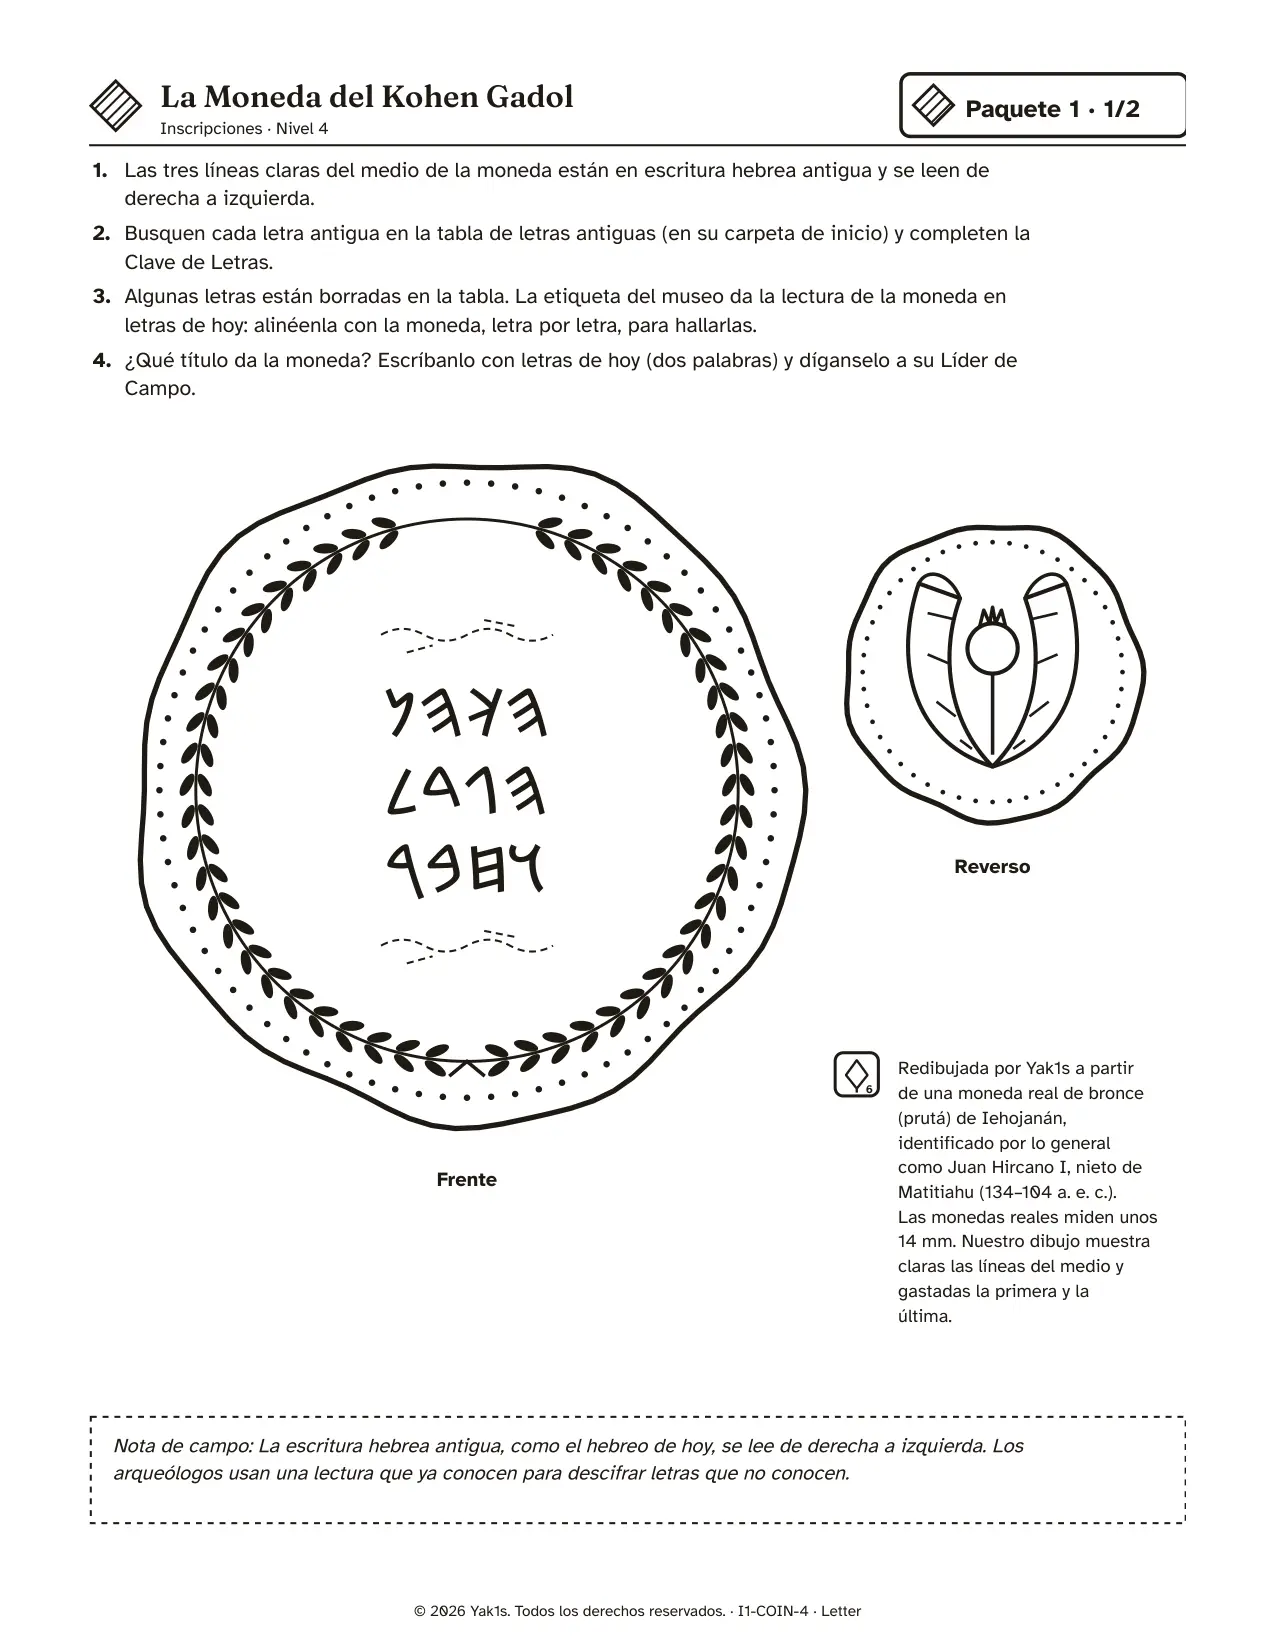 La Moneda del Kohen Gadol
Inscripciones · Nivel 4
Paquete 1 · 1/2
1. Las tres líneas claras del medio de la moneda están en escritura hebrea antigua y se leen de
derecha a izquierda.
2. Busquen cada letra antigua en la tabla de letras antiguas (en su carpeta de inicio) y completen la
Clave de Letras.
3. Algunas letras están borradas en la tabla. La etiqueta del museo da la lectura de la moneda en
letras de hoy: alinéenla con la moneda, letra por letra, para hallarlas.
4. ¿Qué título da la moneda? Escríbanlo con letras de hoy (dos palabras) y díganselo a su Líder de
Campo.
𐤄𐤊𐤄𐤍
𐤄𐤂𐤃𐤋
𐤅𐤇𐤁𐤓
Frente
Reverso
6
Redibujada por Yak1s a partir
de una moneda real de bronce
(prutá) de Iehojanán,
identificado por lo general
como Juan Hircano I, nieto de
Matitiahu (134–104 a. e. c.).
Las monedas reales miden unos
14 mm. Nuestro dibujo muestra
claras las líneas del medio y
gastadas la primera y la
última.
Nota de campo: La escritura hebrea antigua, como el hebreo de hoy, se lee de derecha a izquierda. Los
arqueólogos usan una lectura que ya conocen para descifrar letras que no conocen.
© 2026 Yak1s. Todos los derechos reservados. · I1-COIN-4 · Letter